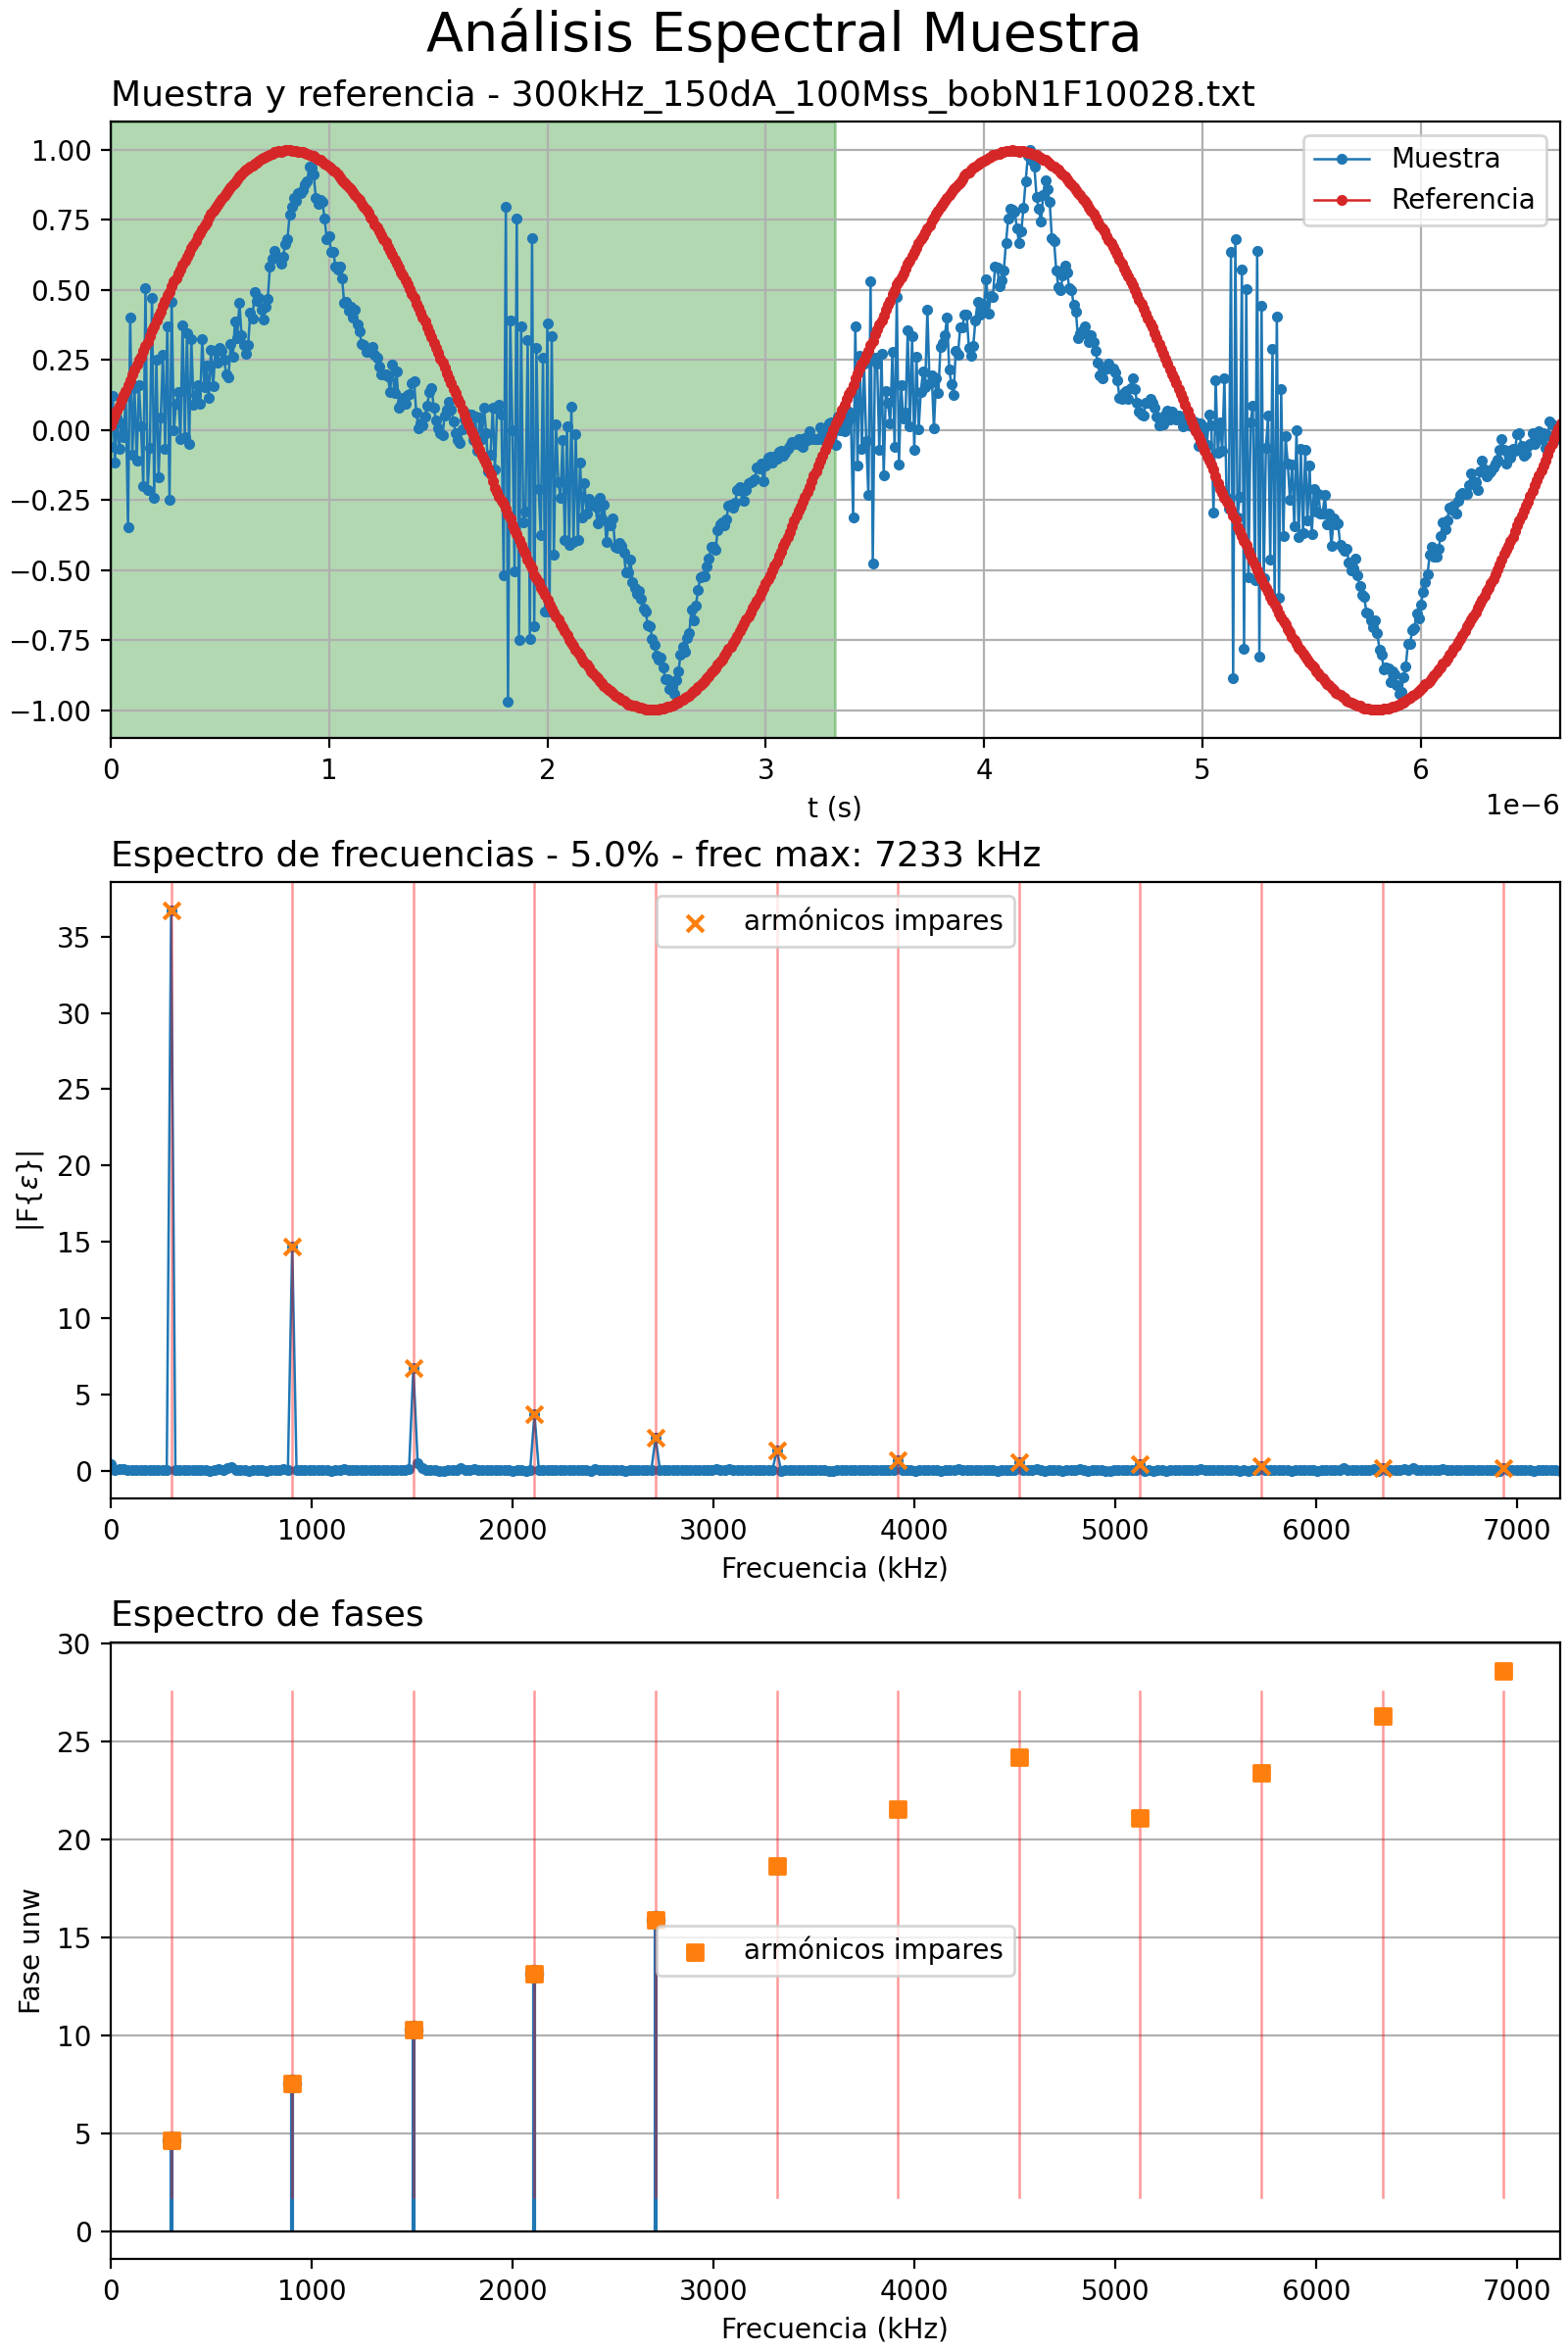 Análisis Espectral Muestra
Muestra y referencia - 300kHz_150dA_100Mss_bobN1F10028.txt
1.00
0.75
0.50
0.25
0.00
−0.25
−0.50
−0.75
−1.00
Muestra
Referencia
0 1 2 3 4 5 6
t (s)
1e−6
Espectro de frecuencias - 5.0% - frec max: 7233 kHz
armónicos impares
|F{ε}|
35
30
25
20
15
10
5
0
0 1000 2000 3000 4000 5000 6000 7000
Frecuencia (kHz)
Espectro de fases
Fase unw
30
25
20
15
10
5
0
armónicos impares
0 1000 2000 3000 4000 5000 6000 7000
Frecuencia (kHz)